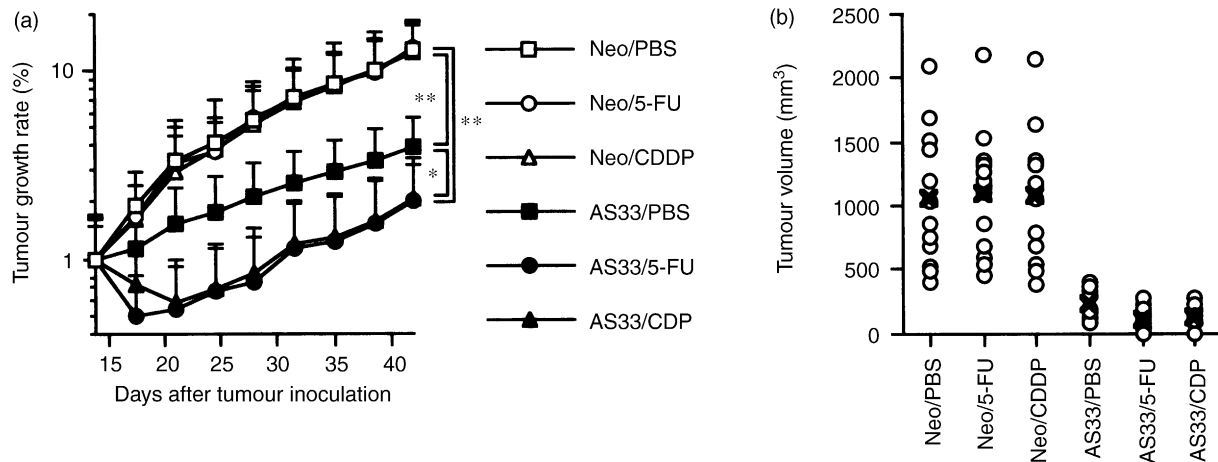 (a)
Tumour growth rate (%)
10
1
15 20 25 30 35 40
Days after tumour inoculation
**
**
*
Neo/PBS
Neo/5-FU
Neo/CDDP
AS33/PBS
AS33/5-FU
AS33/CDP
(b)
Tumour volume (mm³)
2500
2000
1500
1000
500
0
Neo/PBS
Neo/5-FU
Neo/CDDP
AS33/PBS
AS33/5-FU
AS33/CDP